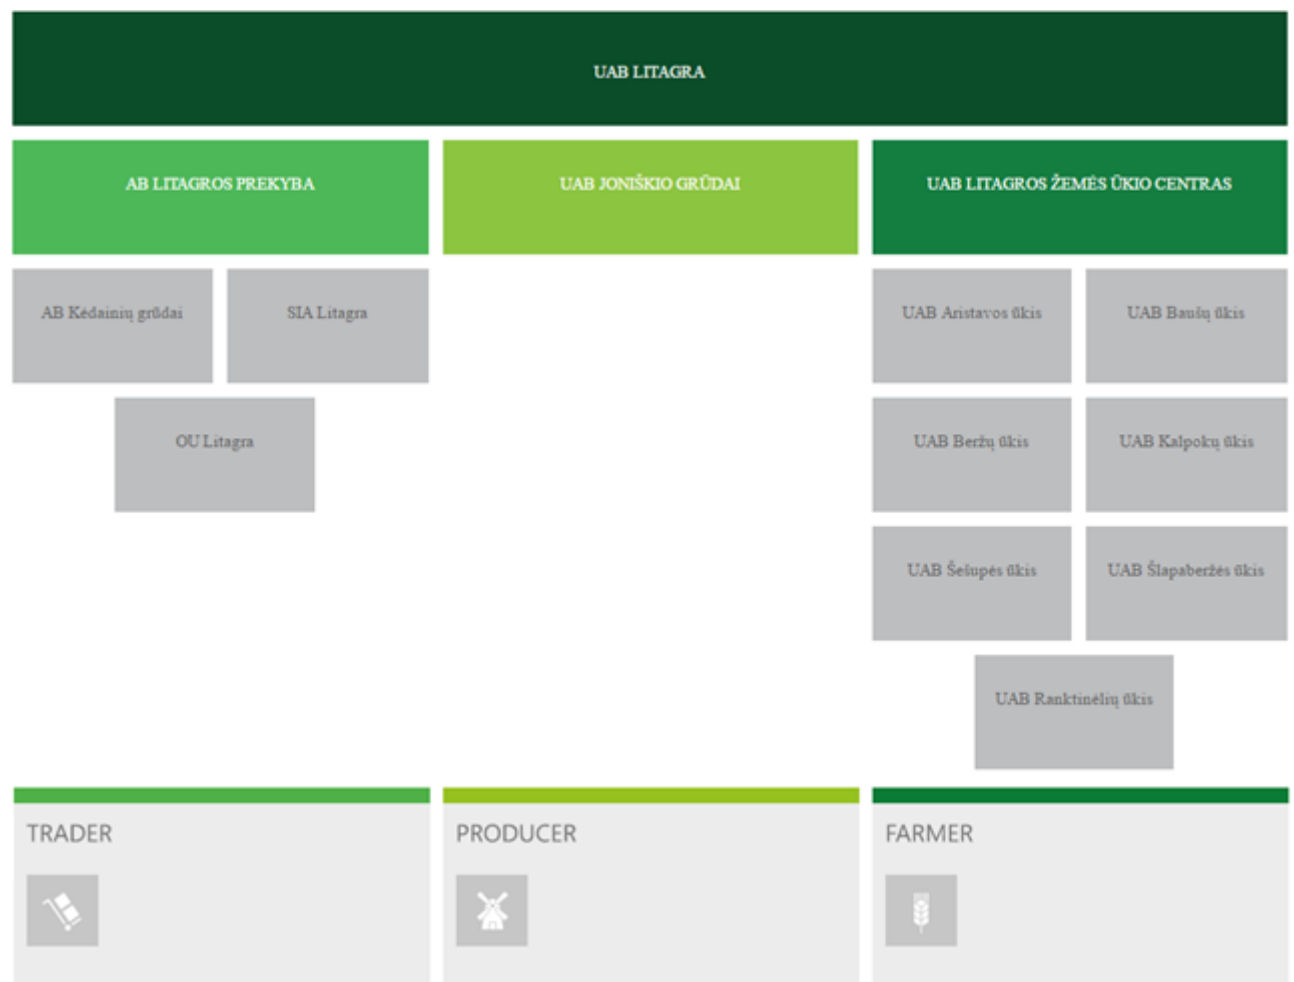 UAB LITAGRA
AB LITAGROS PREKYBA
UAB JONIŠKIO GRŪDAI
UAB LITAGROS ŽEMĖS ŪKIO CENTRAS
AB Kėdainių grūdai
SIA Litagra
UAB Aristavos ūkis
UAB Baušų ūkis
OU Litagra
UAB Beržų ūkis
UAB Kalpokų ūkis
UAB Šešupės ūkis
UAB Šlapaberžės ūkis
UAB Ranktinėlių ūkis
TRADER
PRODUCER
FARMER